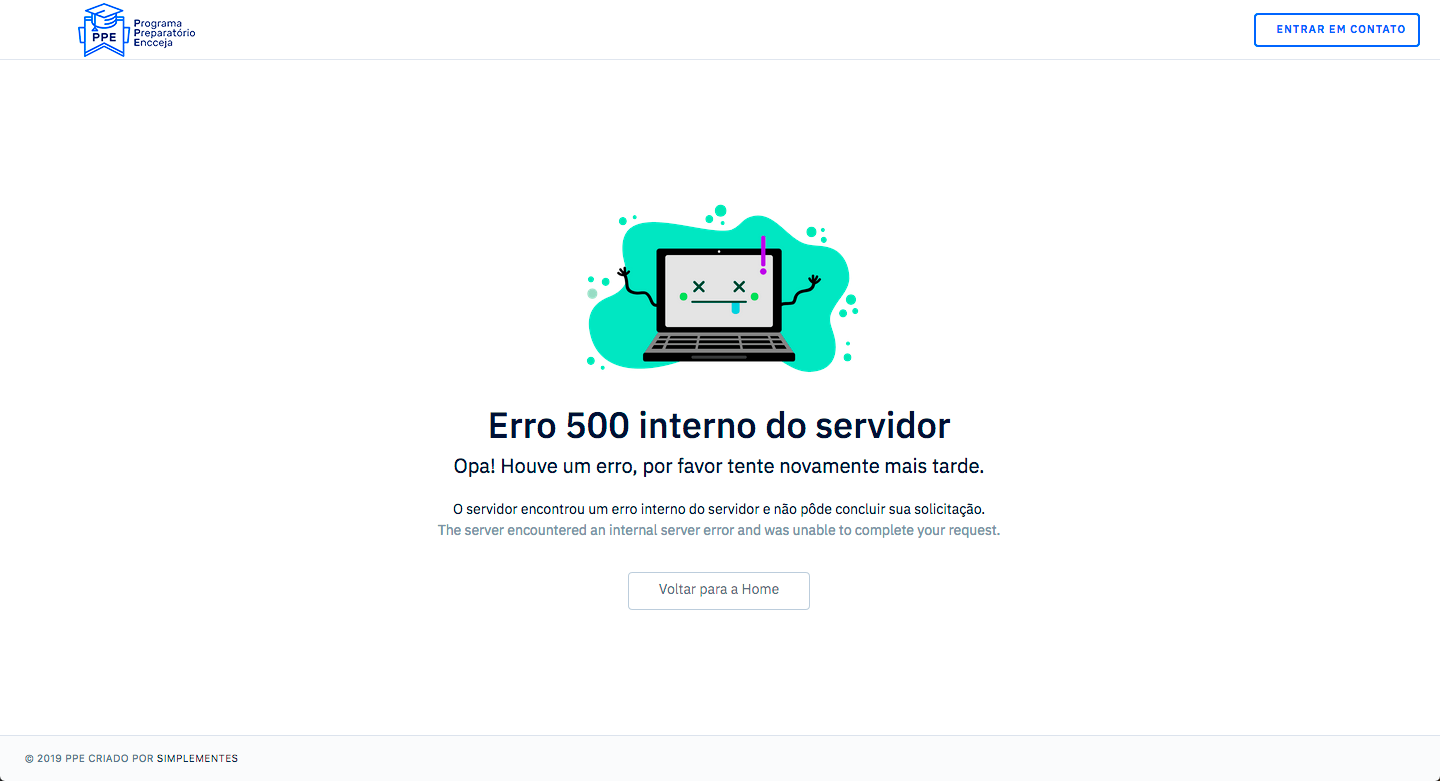 PPE
Programa
Preparatório
Encceja
ENTRAR EM CONTATO
Erro 500 interno do servidor
Opa! Houve um erro, por favor tente novamente mais tarde.
O servidor encontrou um erro interno do servidor e não pôde concluir sua solicitação.
The server encountered an internal server error and was unable to complete your request.
Voltar para a Home
© 2019 PPE CRIADO POR SIMPLEMENTES